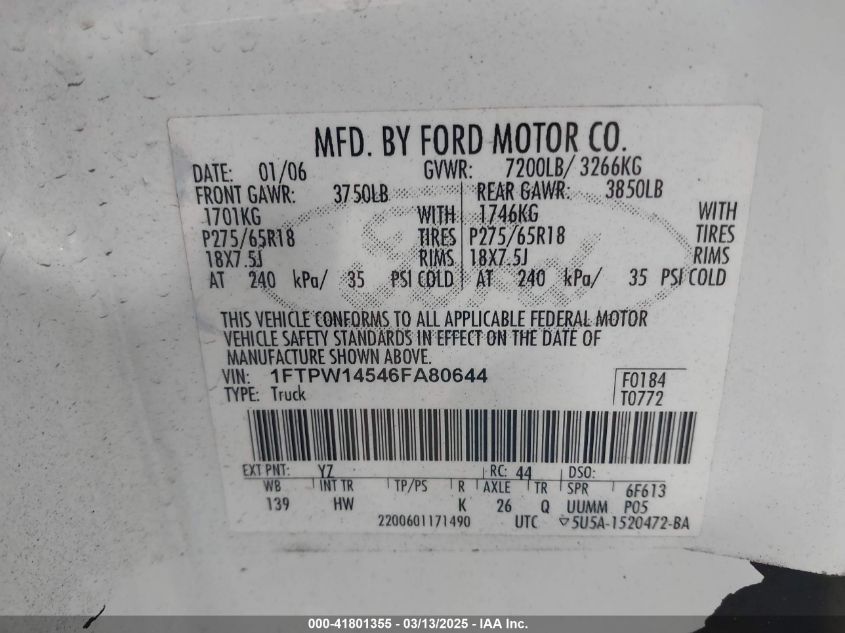 MFD. BY FORD MOTOR CO.
DATE: 01/06 GVWR: 7200LB/ 3266KG
FRONT GAWR: 3750LB REAR GAWR: 3850LB
1701KG WITH 1746KG WITH
P275/65R18 TIRES P275/65R18 TIRES
18X7.5J RIMS 18X7.5J RIMS
AT 240 kPa/ 35 PSI COLD AT 240 kPa/ 35 PSI COLD
THIS VEHICLE CONFORMS TO ALL APPLICABLE FEDERAL MOTOR
VEHICLE SAFETY STANDARDS IN EFFECT ON THE DATE OF
MANUFACTURE SHOWN ABOVE.
VIN: 1FTPW14546FA80644 F0184
TYPE: Truck T0772
EXT PNT: YZ RC: 44 DSO:
WB INT TR TP/PS R AXLE TR SPR 6F613
139 HW K 26 Q UUMM P05
2200601171490 UTC ▽5U5A-1520472-BA
000-41801355 | 03/13/2025 | IAA Inc.